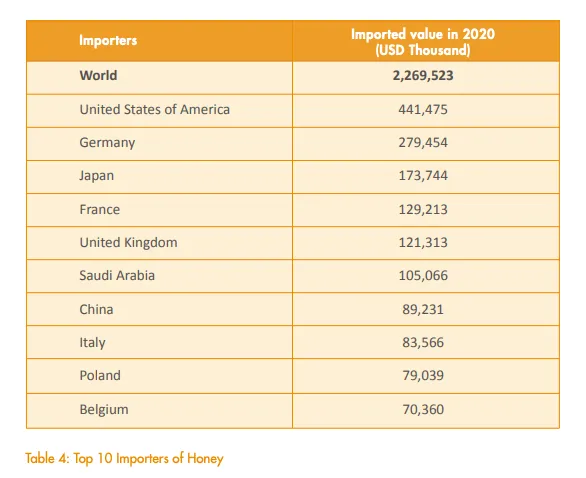 Importers Imported value in 2020
(USD Thousand)
World 2,269,523
United States of America 441,475
Germany 279,454
Japan 173,744
France 129,213
United Kingdom 121,313
Saudi Arabia 105,066
China 89,231
Italy 83,566
Poland 79,039
Belgium 70,360
Table 4: Top 10 Importers of Honey